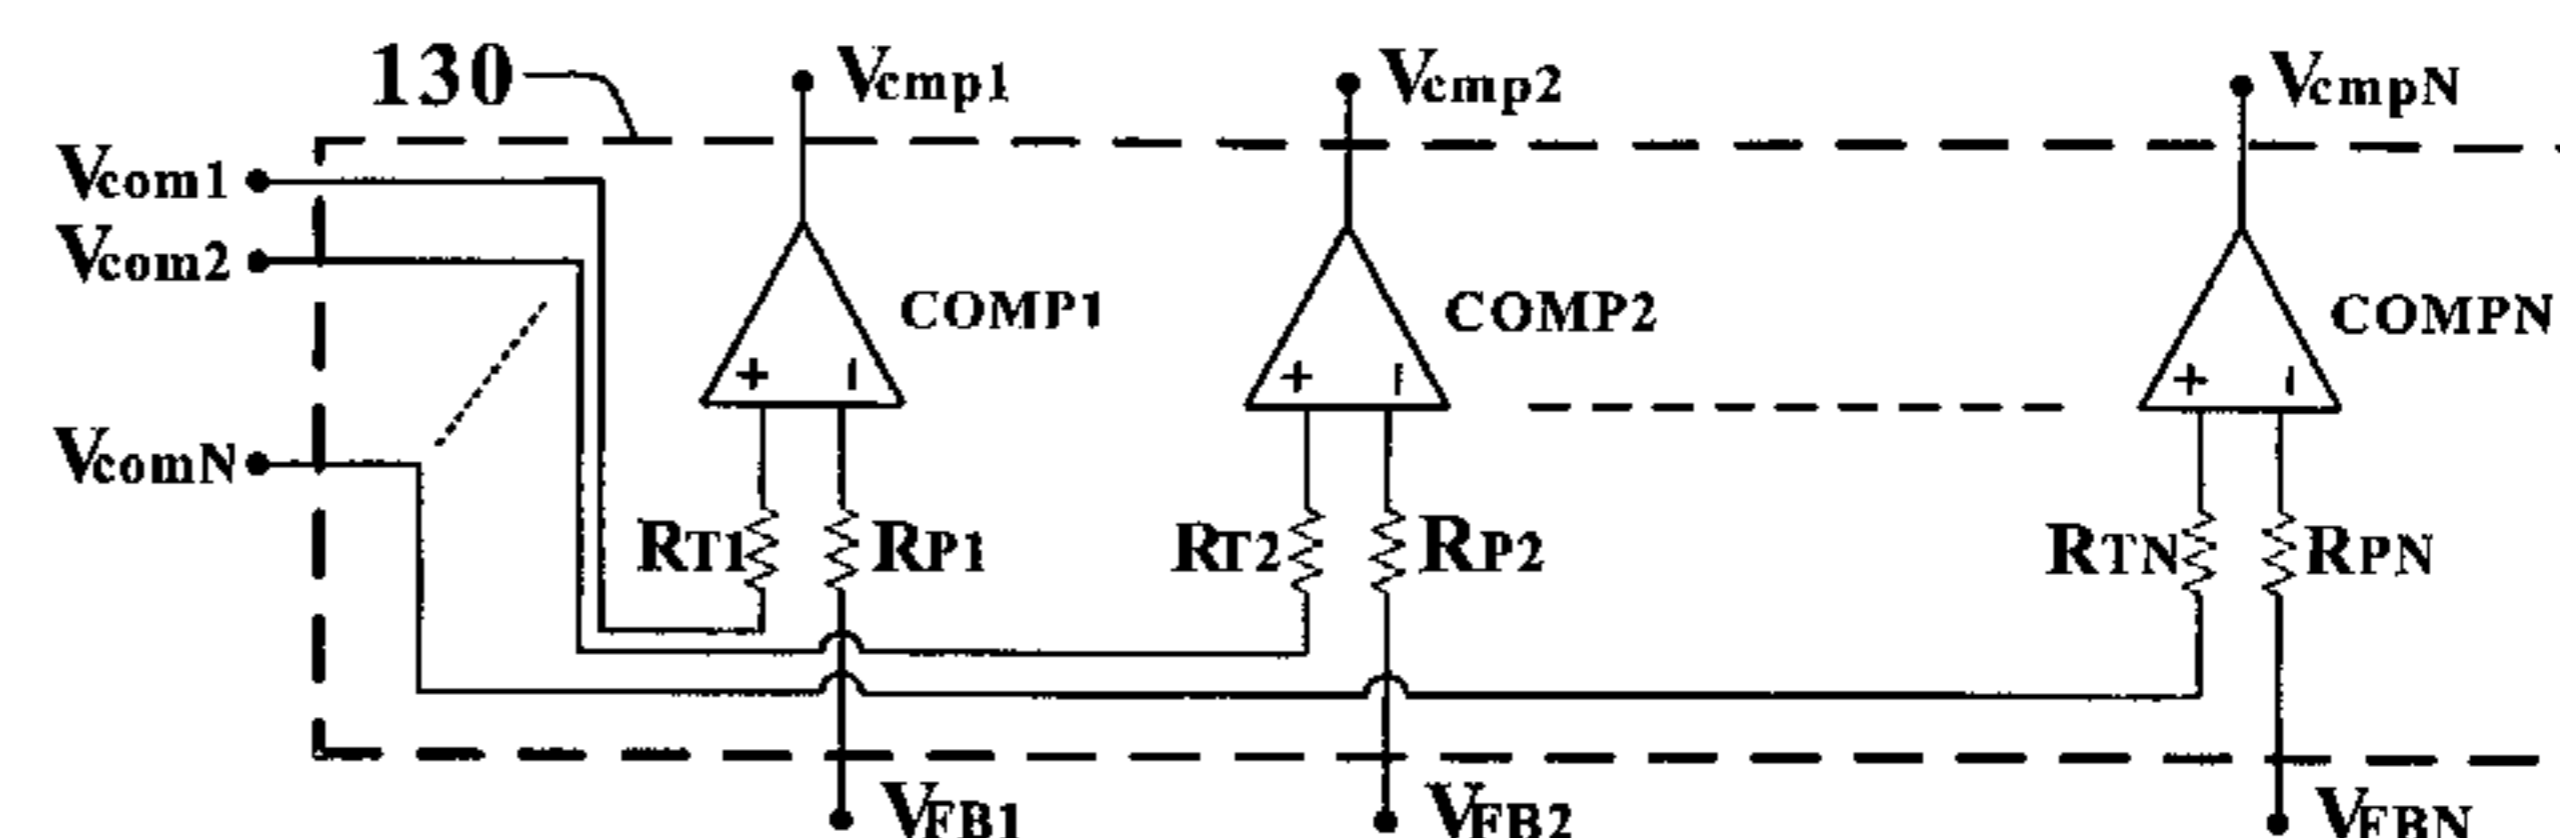 130
Vcmp1 Vcmp2 VcmpN
Vcom1
Vcom2
VcomN
COMP1 COMP2 COMPN
+ − + − + −
RT1 RP1 RT2 RP2 RTN RPN
VFB1 VFB2 VFBN